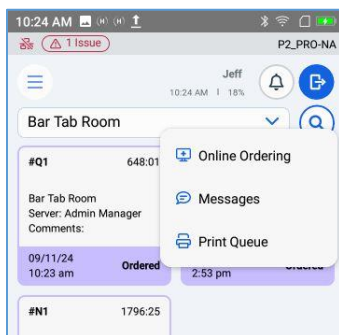 10:24 AM
1 Issue
P2_PRO-NA
Jeff
10:24 AM | 18%
Bar Tab Room
Online Ordering
Messages
Print Queue
#Q1 648:01
Bar Tab Room
Server: Admin Manager
Comments:
09/11/24
10:23 am
Ordered
2:53 pm
#N1 1796:25